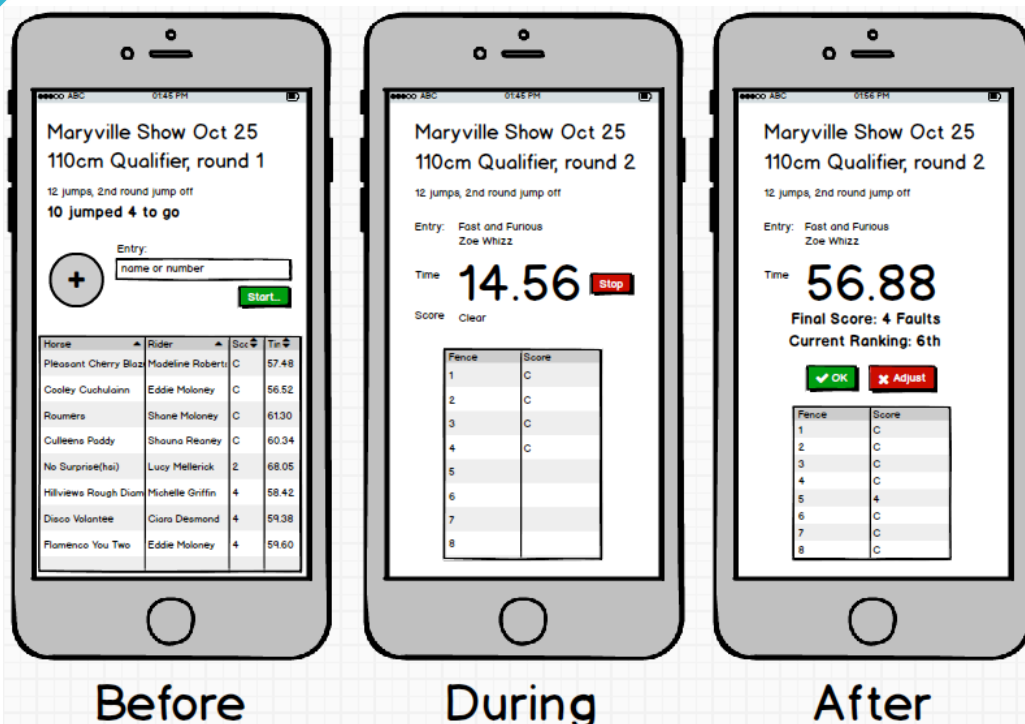 ABC 01:45 PM
Maryville Show Oct 25
110cm Qualifier, round 1
12 jumps, 2nd round jump off
10 jumped 4 to go
Entry:
name or number
+
Start...
Horse Rider Sco Tim
Pleasant Cherry Blaz Madeline Roberts C 57.48
Cooley Cuchulainn Eddie Moloney C 56.52
Roumers Shane Moloney C 61.30
Culleens Paddy Shauna Reaney C 60.34
No Surprise(hsi) Lucy Mellerick 2 68.05
Hillviews Rough Diam Michelle Griffin 4 58.42
Disco Volantee Ciara Desmond 4 59.38
Flamenco You Two Eddie Moloney 4 59.60
Before
ABC 01:45 PM
Maryville Show Oct 25
110cm Qualifier, round 2
12 jumps, 2nd round jump off
Entry: Fast and Furious
Zoe Whizz
Time 14.56 Stop
Score Clear
Fence Score
1 C
2 C
3 C
4 C
5
6
7
8
During
ABC 01:56 PM
Maryville Show Oct 25
110cm Qualifier, round 2
12 jumps, 2nd round jump off
Entry: Fast and Furious
Zoe Whizz
Time 56.88
Final Score: 4 Faults
Current Ranking: 6th
OK Adjust
Fence Score
1 C
2 C
3 C
4 C
5 4
6 C
7 C
8 C
After